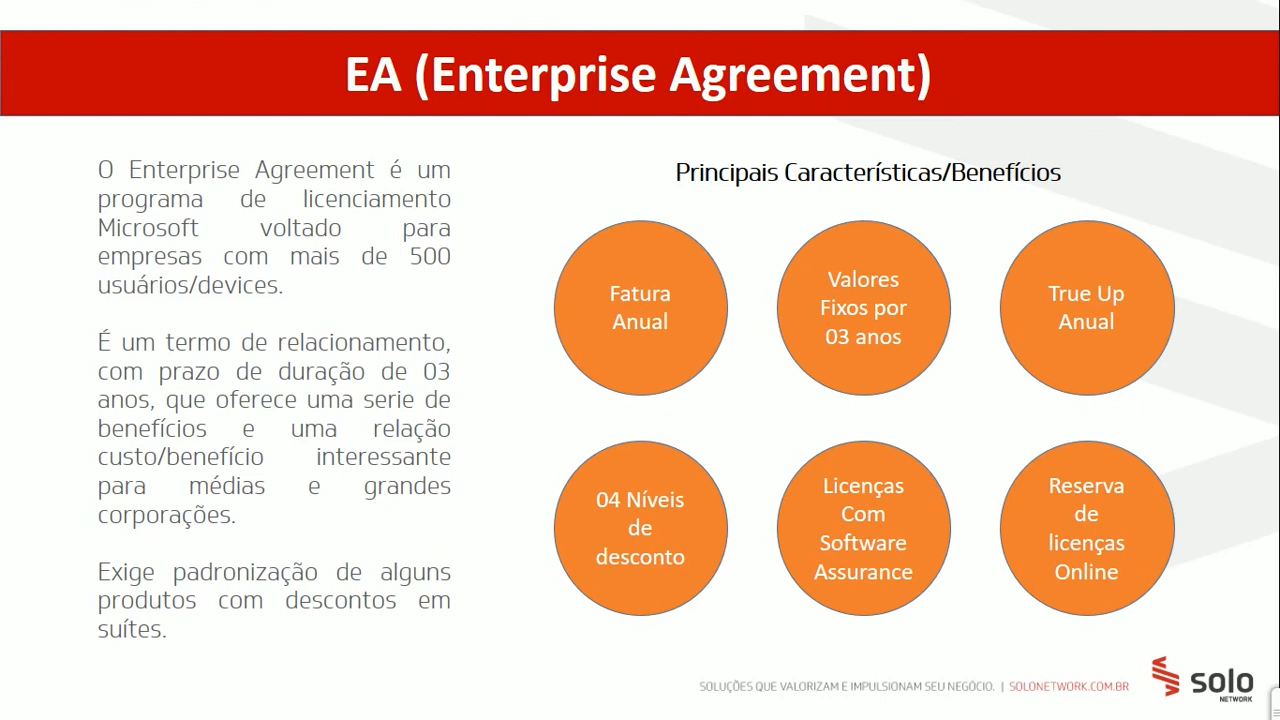 EA (Enterprise Agreement)
O Enterprise Agreement é um
programa de licenciamento
Microsoft voltado para
empresas com mais de 500
usuários/devices.
É um termo de relacionamento,
com prazo de duração de 03
anos, que oferece uma serie de
benefícios e uma relação
custo/benefício interessante
para médias e grandes
corporações.
Exige padronização de alguns
produtos com descontos em
suítes.
Principais Características/Benefícios
Fatura
Anual
Valores
Fixos por
03 anos
True Up
Anual
04 Níveis
de
desconto
Licenças
Com
Software
Assurance
Reserva
de
licenças
Online
SOLUÇÕES QUE VALORIZAM E IMPULSIONAM SEU NEGÓCIO. | SOLONETWORK.COM.BR
solo
NETWORK